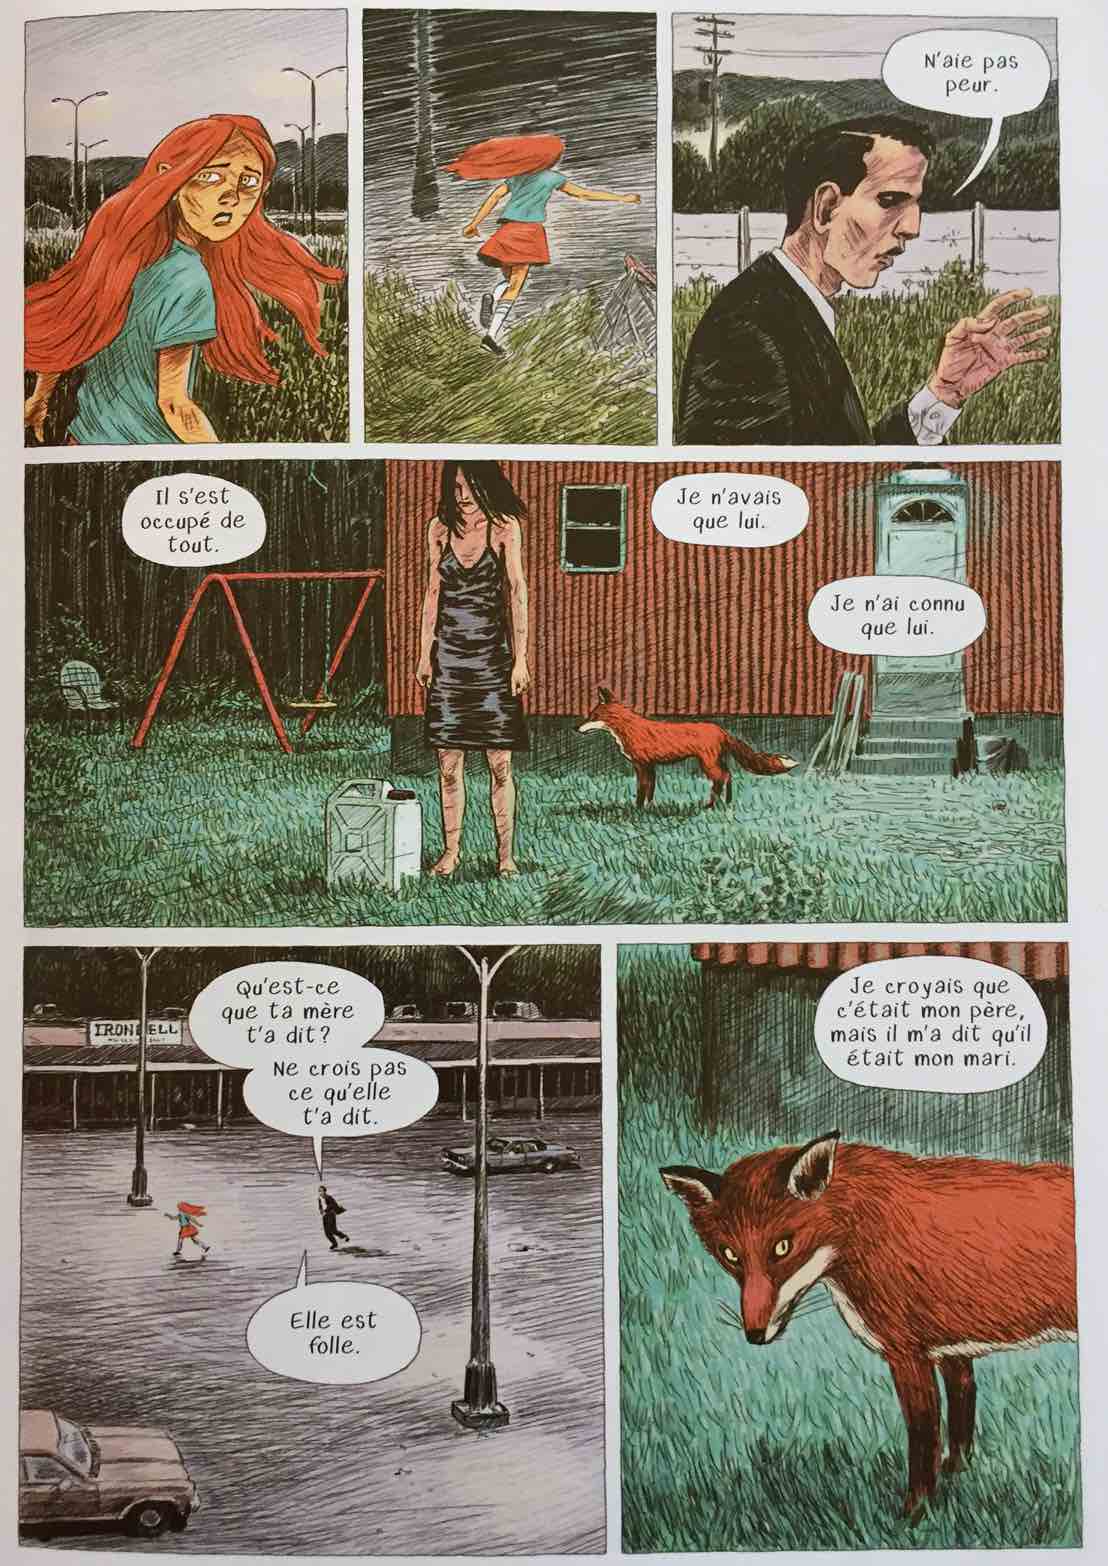 N'aie pas
peur.
Il s'est
occupé de
tout.
Je n'avais
que lui.
Je n'ai connu
que lui.
Qu'est-ce
que ta mère
t'a dit?
Ne crois pas
ce qu'elle
t'a dit.
Elle est
folle.
Je croyais que
c'était mon père,
mais il m'a dit qu'il
était mon mari.